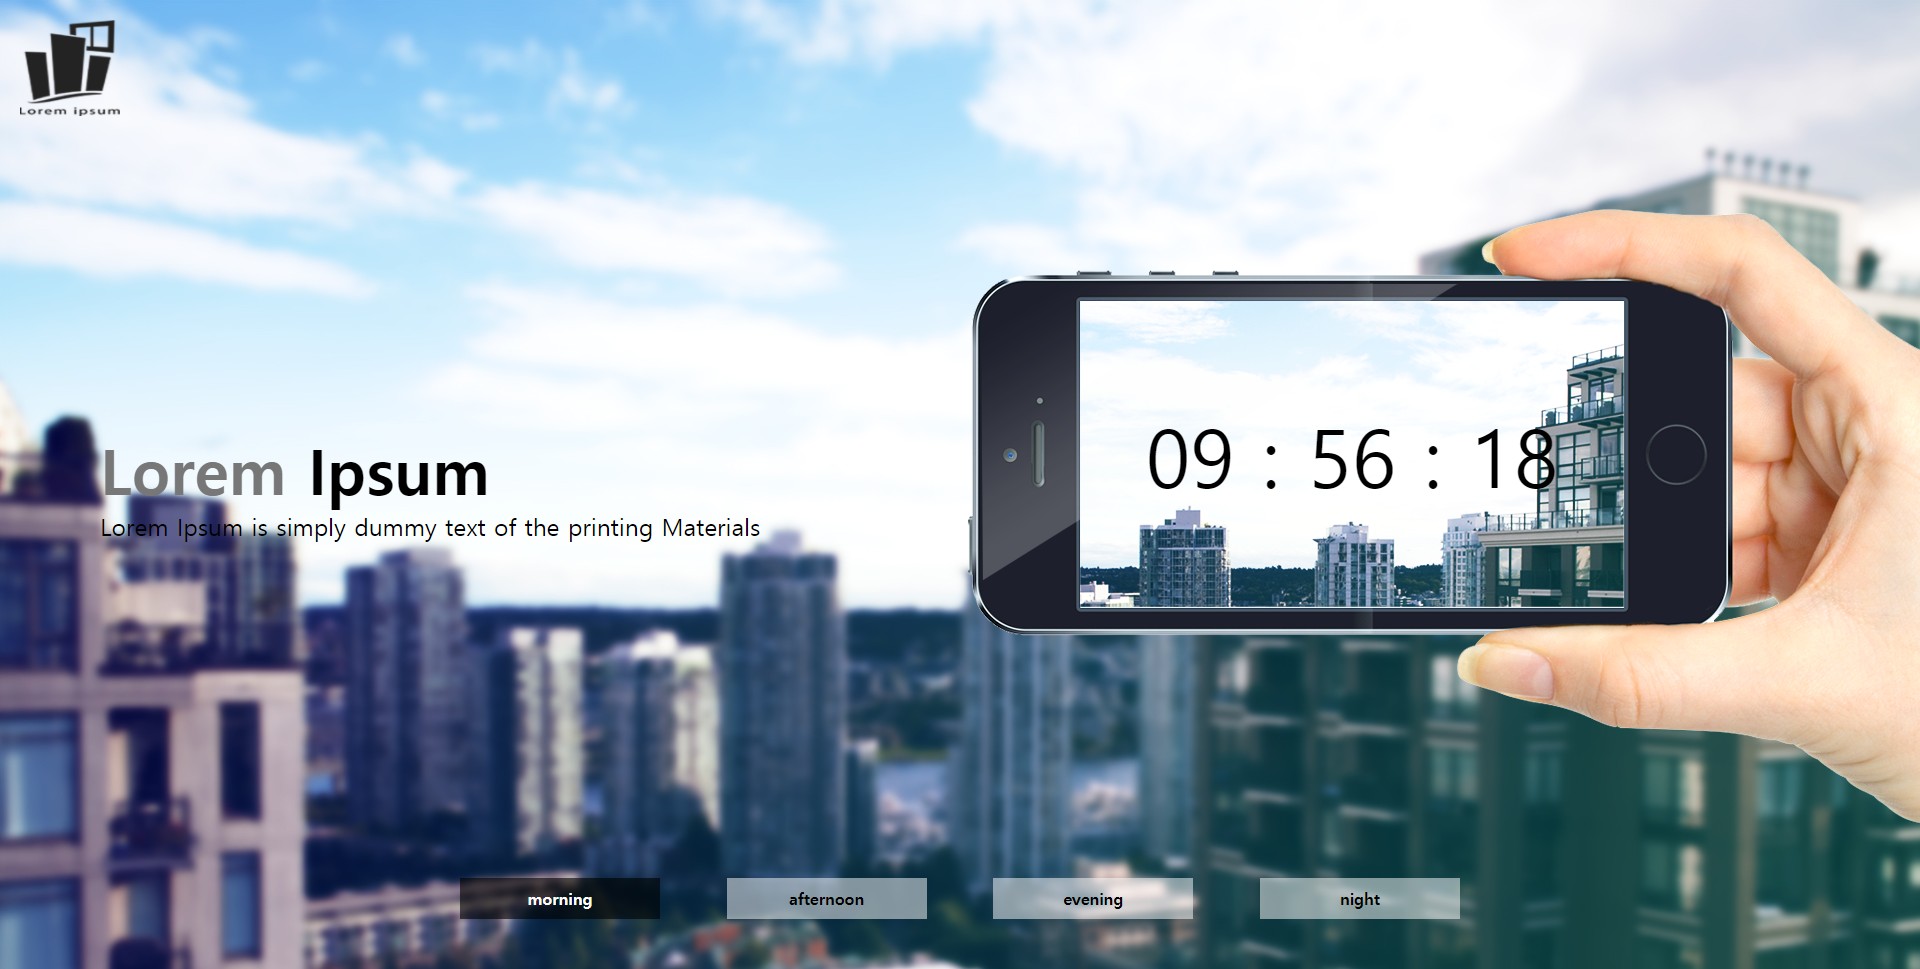 Lorem ipsum
09 : 56 : 18
Lorem Ipsum
Lorem Ipsum is simply dummy text of the printing Materials
morning
afternoon
evening
night